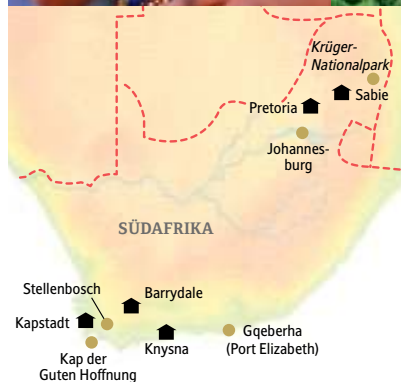 Krüger-
Nationalpark
Sabie
Pretoria
Johannes-
burg
SÜDAFRIKA
Stellenbosch
Barrydale
Kapstadt
Knysna
Gqeberha
(Port Elizabeth)
Kap der
Guten Hoffnung